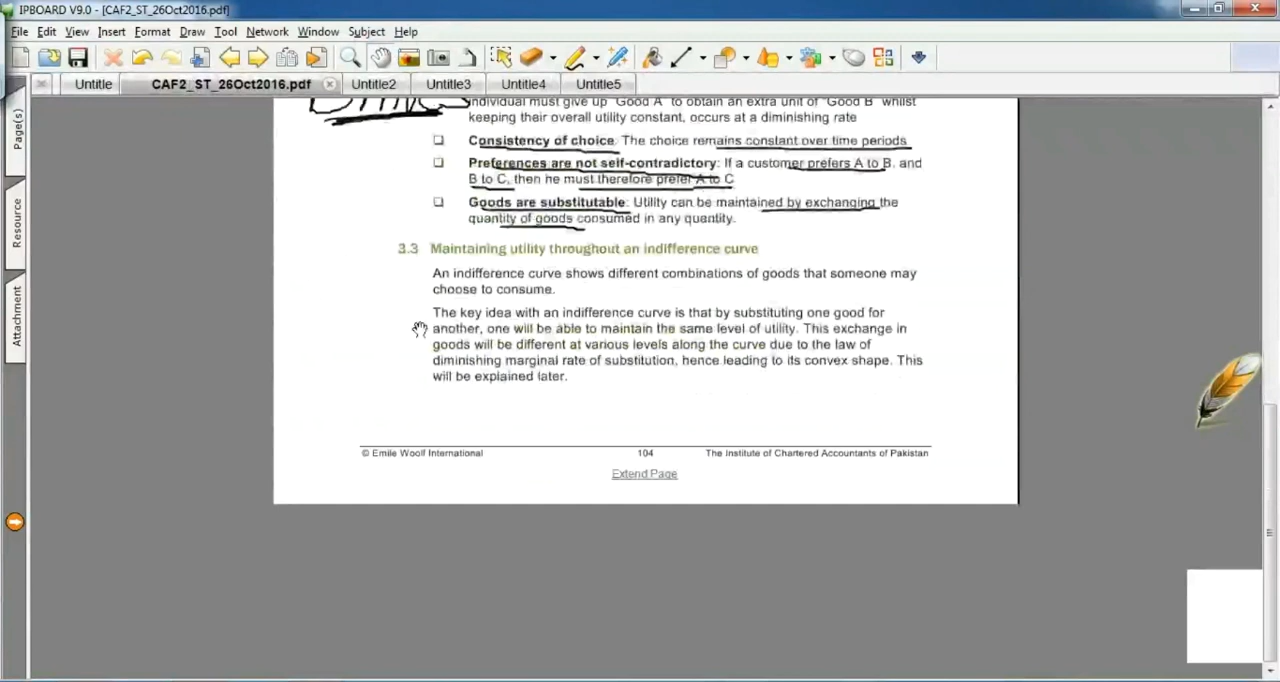 IPBOARD V9.0 - [CAF2_ST_26Oct2016.pdf]
File Edit View Insert Format Draw Tool Network Window Subject Help
Untitle CAF2_ST_26Oct2016.pdf Untitle2 Untitle3 Untitle4 Untitle5
Page(s)
Resource
Attachment
individual must give up "Good A" to obtain an extra unit of "Good B" whilst
keeping their overall utility constant, occurs at a diminishing rate
Consistency of choice. The choice remains constant over time periods
Preferences are not self-contradictory: If a customer prefers A to B. and
B to C, then he must therefore prefer A to C
Goods are substitutable: Utility can be maintained by exchanging the
quantity of goods consumed in any quantity.
3.3 Maintaining utility throughout an indifference curve
An indifference curve shows different combinations of goods that someone may
choose to consume.
The key idea with an indifference curve is that by substituting one good for
another, one will be able to maintain the same level of utility. This exchange in
goods will be different at various levels along the curve due to the law of
diminishing marginal rate of substitution, hence leading to its convex shape. This
will be explained later.
© Emile Woolf International 104 The Institute of Chartered Accountants of Pakistan
Extend Page